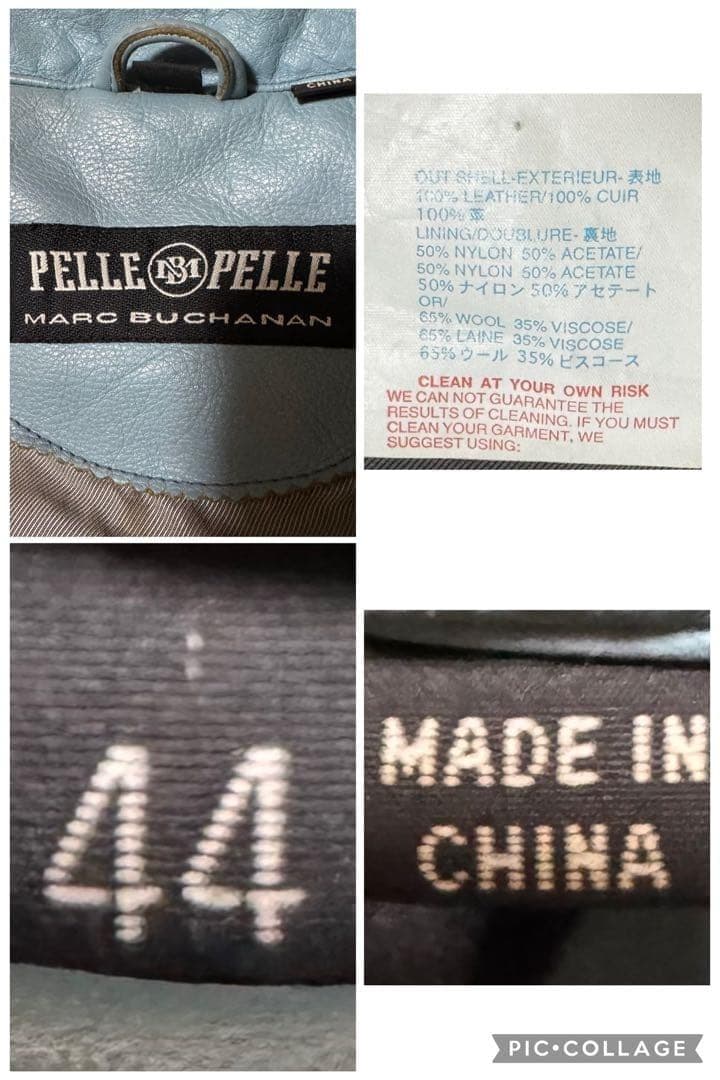 CHINA
PELLE MB PELLE
MARC BUCHANAN
OUT SHELL-EXTERIEUR-表地
100% LEATHER/100% CUIR
100% 革
LINING/DOUBLURE-裏地
50% NYLON 50% ACETATE/
50% NYLON 50% ACETATE
50% ナイロン 50% アセテート
OR/
65% WOOL 35% VISCOSE/
65% LAINE 35% VISCOSE
65% ウール 35% ビスコース
CLEAN AT YOUR OWN RISK
WE CAN NOT GUARANTEE THE
RESULTS OF CLEANING. IF YOU MUST
CLEAN YOUR GARMENT, WE
SUGGEST USING:
44
MADE IN
CHINA
PIC•COLLAGE